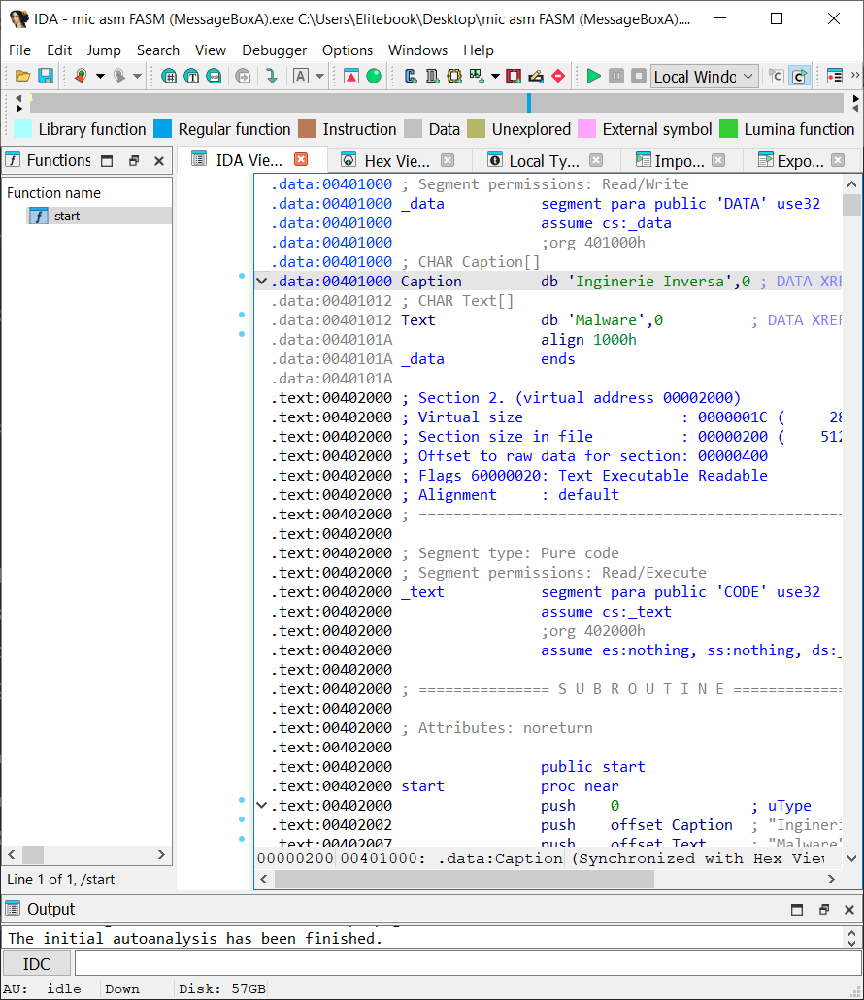 IDA - mic asm FASM (MessageBoxA).exe C:\Users\Elitebook\Desktop\mic asm FASM (MessageBoxA)....
File Edit Jump Search View Debugger Options Windows Help
Local Windo
Library function Regular function Instruction Data Unexplored External symbol Lumina function
Functions
IDA Vie... Hex Vie... Local Ty... Impo... Expo...
Function name
start
Line 1 of 1, /start
.data:00401000 ; Segment permissions: Read/Write
.data:00401000 _data segment para public 'DATA' use32
.data:00401000 assume cs:_data
.data:00401000 ;org 401000h
.data:00401000 ; CHAR Caption[]
.data:00401000 Caption db 'Inginerie Inversa',0 ; DATA XRE
.data:00401012 ; CHAR Text[]
.data:00401012 Text db 'Malware',0 ; DATA XREF
.data:0040101A align 1000h
.data:0040101A _data ends
.data:0040101A
.text:00402000 ; Section 2. (virtual address 00002000)
.text:00402000 ; Virtual size : 0000001C ( 28
.text:00402000 ; Section size in file : 00000200 ( 512
.text:00402000 ; Offset to raw data for section: 00000400
.text:00402000 ; Flags 60000020: Text Executable Readable
.text:00402000 ; Alignment : default
.text:00402000 ; ================================================
.text:00402000
.text:00402000 ; Segment type: Pure code
.text:00402000 ; Segment permissions: Read/Execute
.text:00402000 _text segment para public 'CODE' use32
.text:00402000 assume cs:_text
.text:00402000 ;org 402000h
.text:00402000 assume es:nothing, ss:nothing, ds:_
.text:00402000
.text:00402000 ; =============== S U B R O U T I N E =============
.text:00402000
.text:00402000 ; Attributes: noreturn
.text:00402000
.text:00402000 public start
.text:00402000 start proc near
.text:00402000 push 0 ; uType
.text:00402002 push offset Caption ; "Ingineri
.text:00402007 push offset Text ; "Malware"
00000200 00401000: .data:Caption (Synchronized with Hex View
Output
The initial autoanalysis has been finished.
IDC
AU: idle Down Disk: 57GB